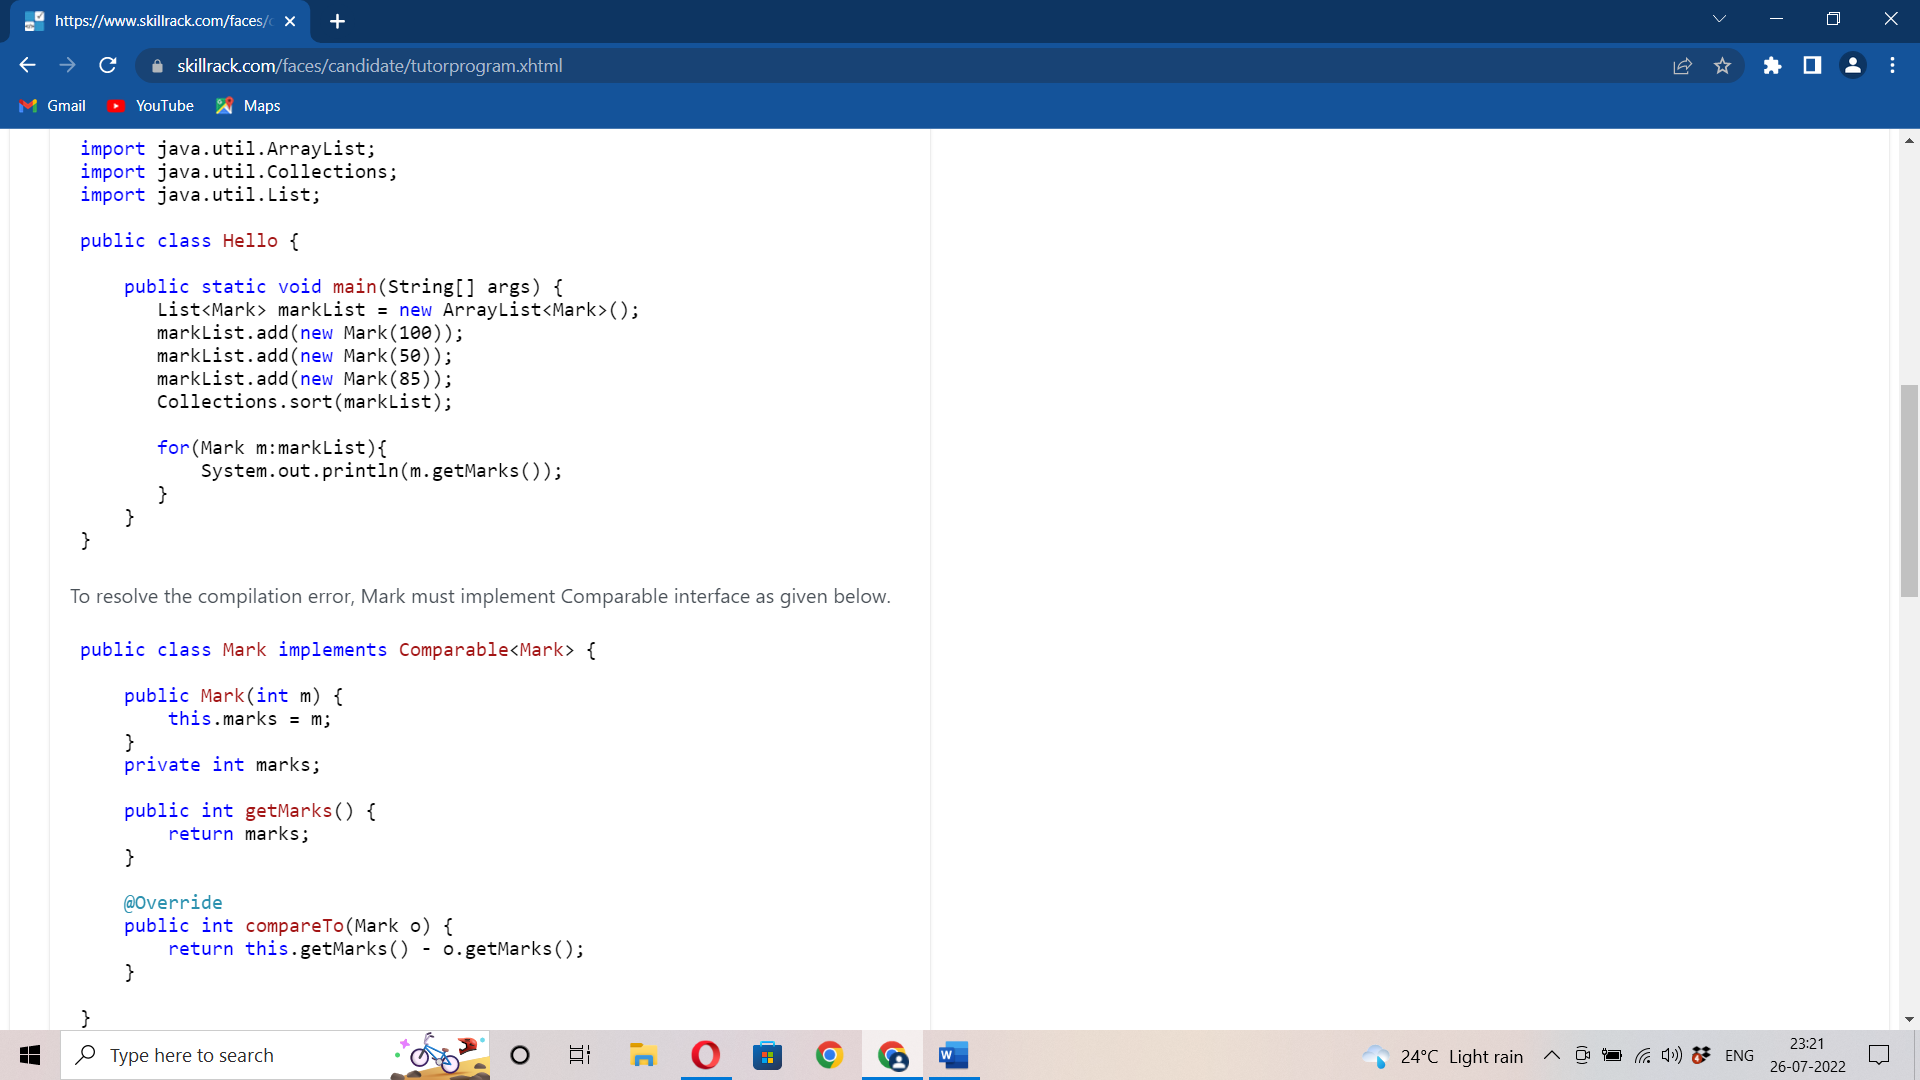 https://www.skillrack.com/faces/c
skillrack.com/faces/candidate/tutorprogram.xhtml
Gmail YouTube Maps
import java.util.ArrayList;
import java.util.Collections;
import java.util.List;
public class Hello {
public static void main(String[] args) {
List<Mark> markList = new ArrayList<Mark>();
markList.add(new Mark(100));
markList.add(new Mark(50));
markList.add(new Mark(85));
Collections.sort(markList);
for(Mark m:markList){
System.out.println(m.getMarks());
}
}
}
To resolve the compilation error, Mark must implement Comparable interface as given below.
public class Mark implements Comparable<Mark> {
public Mark(int m) {
this.marks = m;
}
private int marks;
public int getMarks() {
return marks;
}
@Override
public int compareTo(Mark o) {
return this.getMarks() - o.getMarks();
}
}
Type here to search
W
24°C Light rain
ENG
23:21
26-07-2022